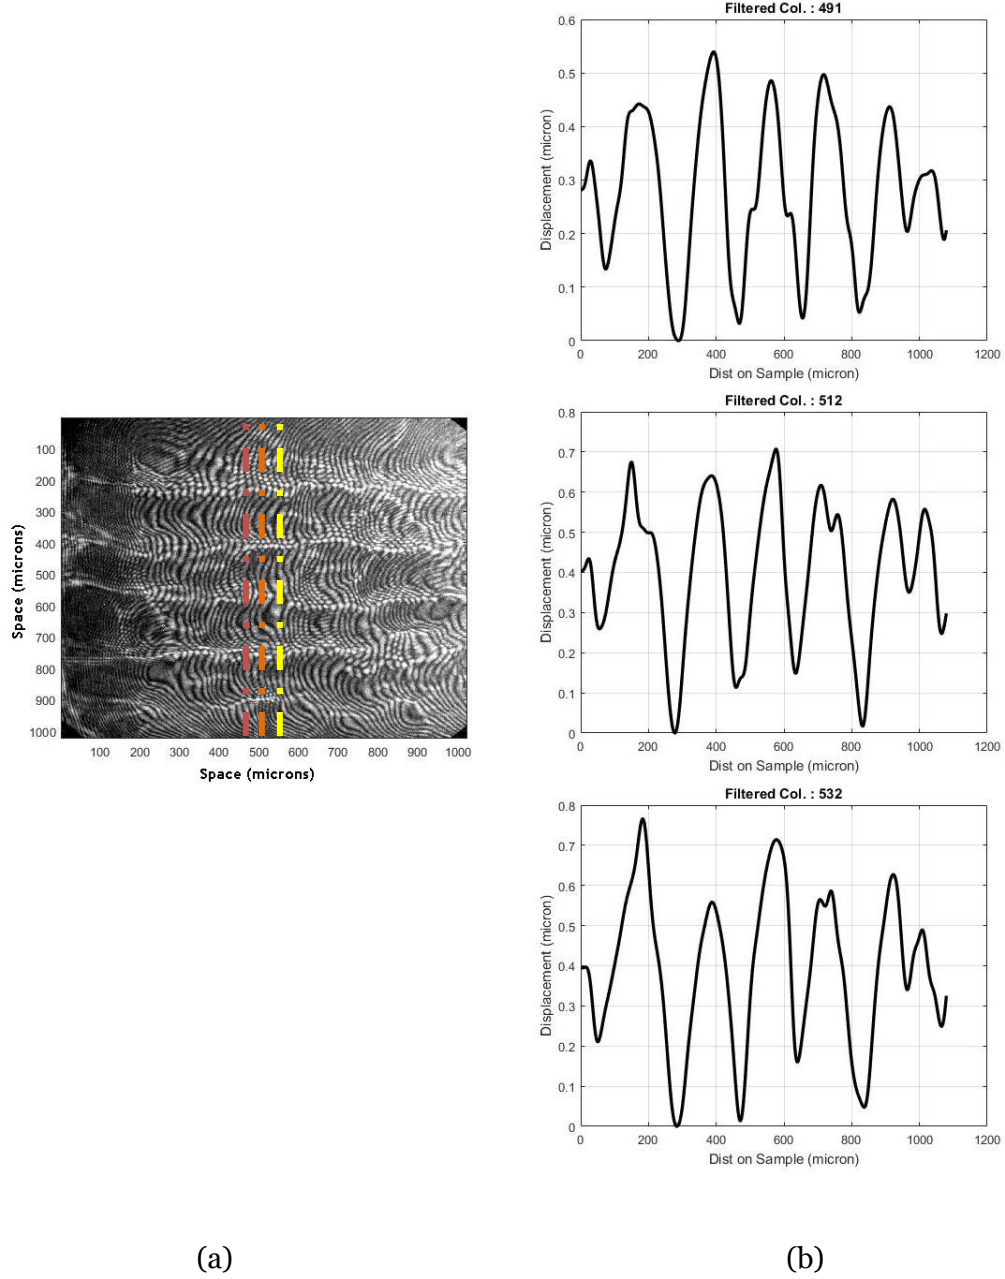 Filtered Col. : 491
0.6
0.5
0.4
0.3
0.2
0.1
0
Displacement (micron)
0 200 400 600 800 1000 1200
Dist on Sample (micron)
Filtered Col. : 512
0.8
0.7
0.6
0.5
0.4
0.3
0.2
0.1
0
Displacement (micron)
0 200 400 600 800 1000 1200
Dist on Sample (micron)
100
200
300
400
500
600
700
800
900
1000
Space (microns)
100 200 300 400 500 600 700 800 900 1000
Space (microns)
Filtered Col. : 532
0.8
0.7
0.6
0.5
0.4
0.3
0.2
0.1
0
Displacement (micron)
0 200 400 600 800 1000 1200
Dist on Sample (micron)
(a) (b)